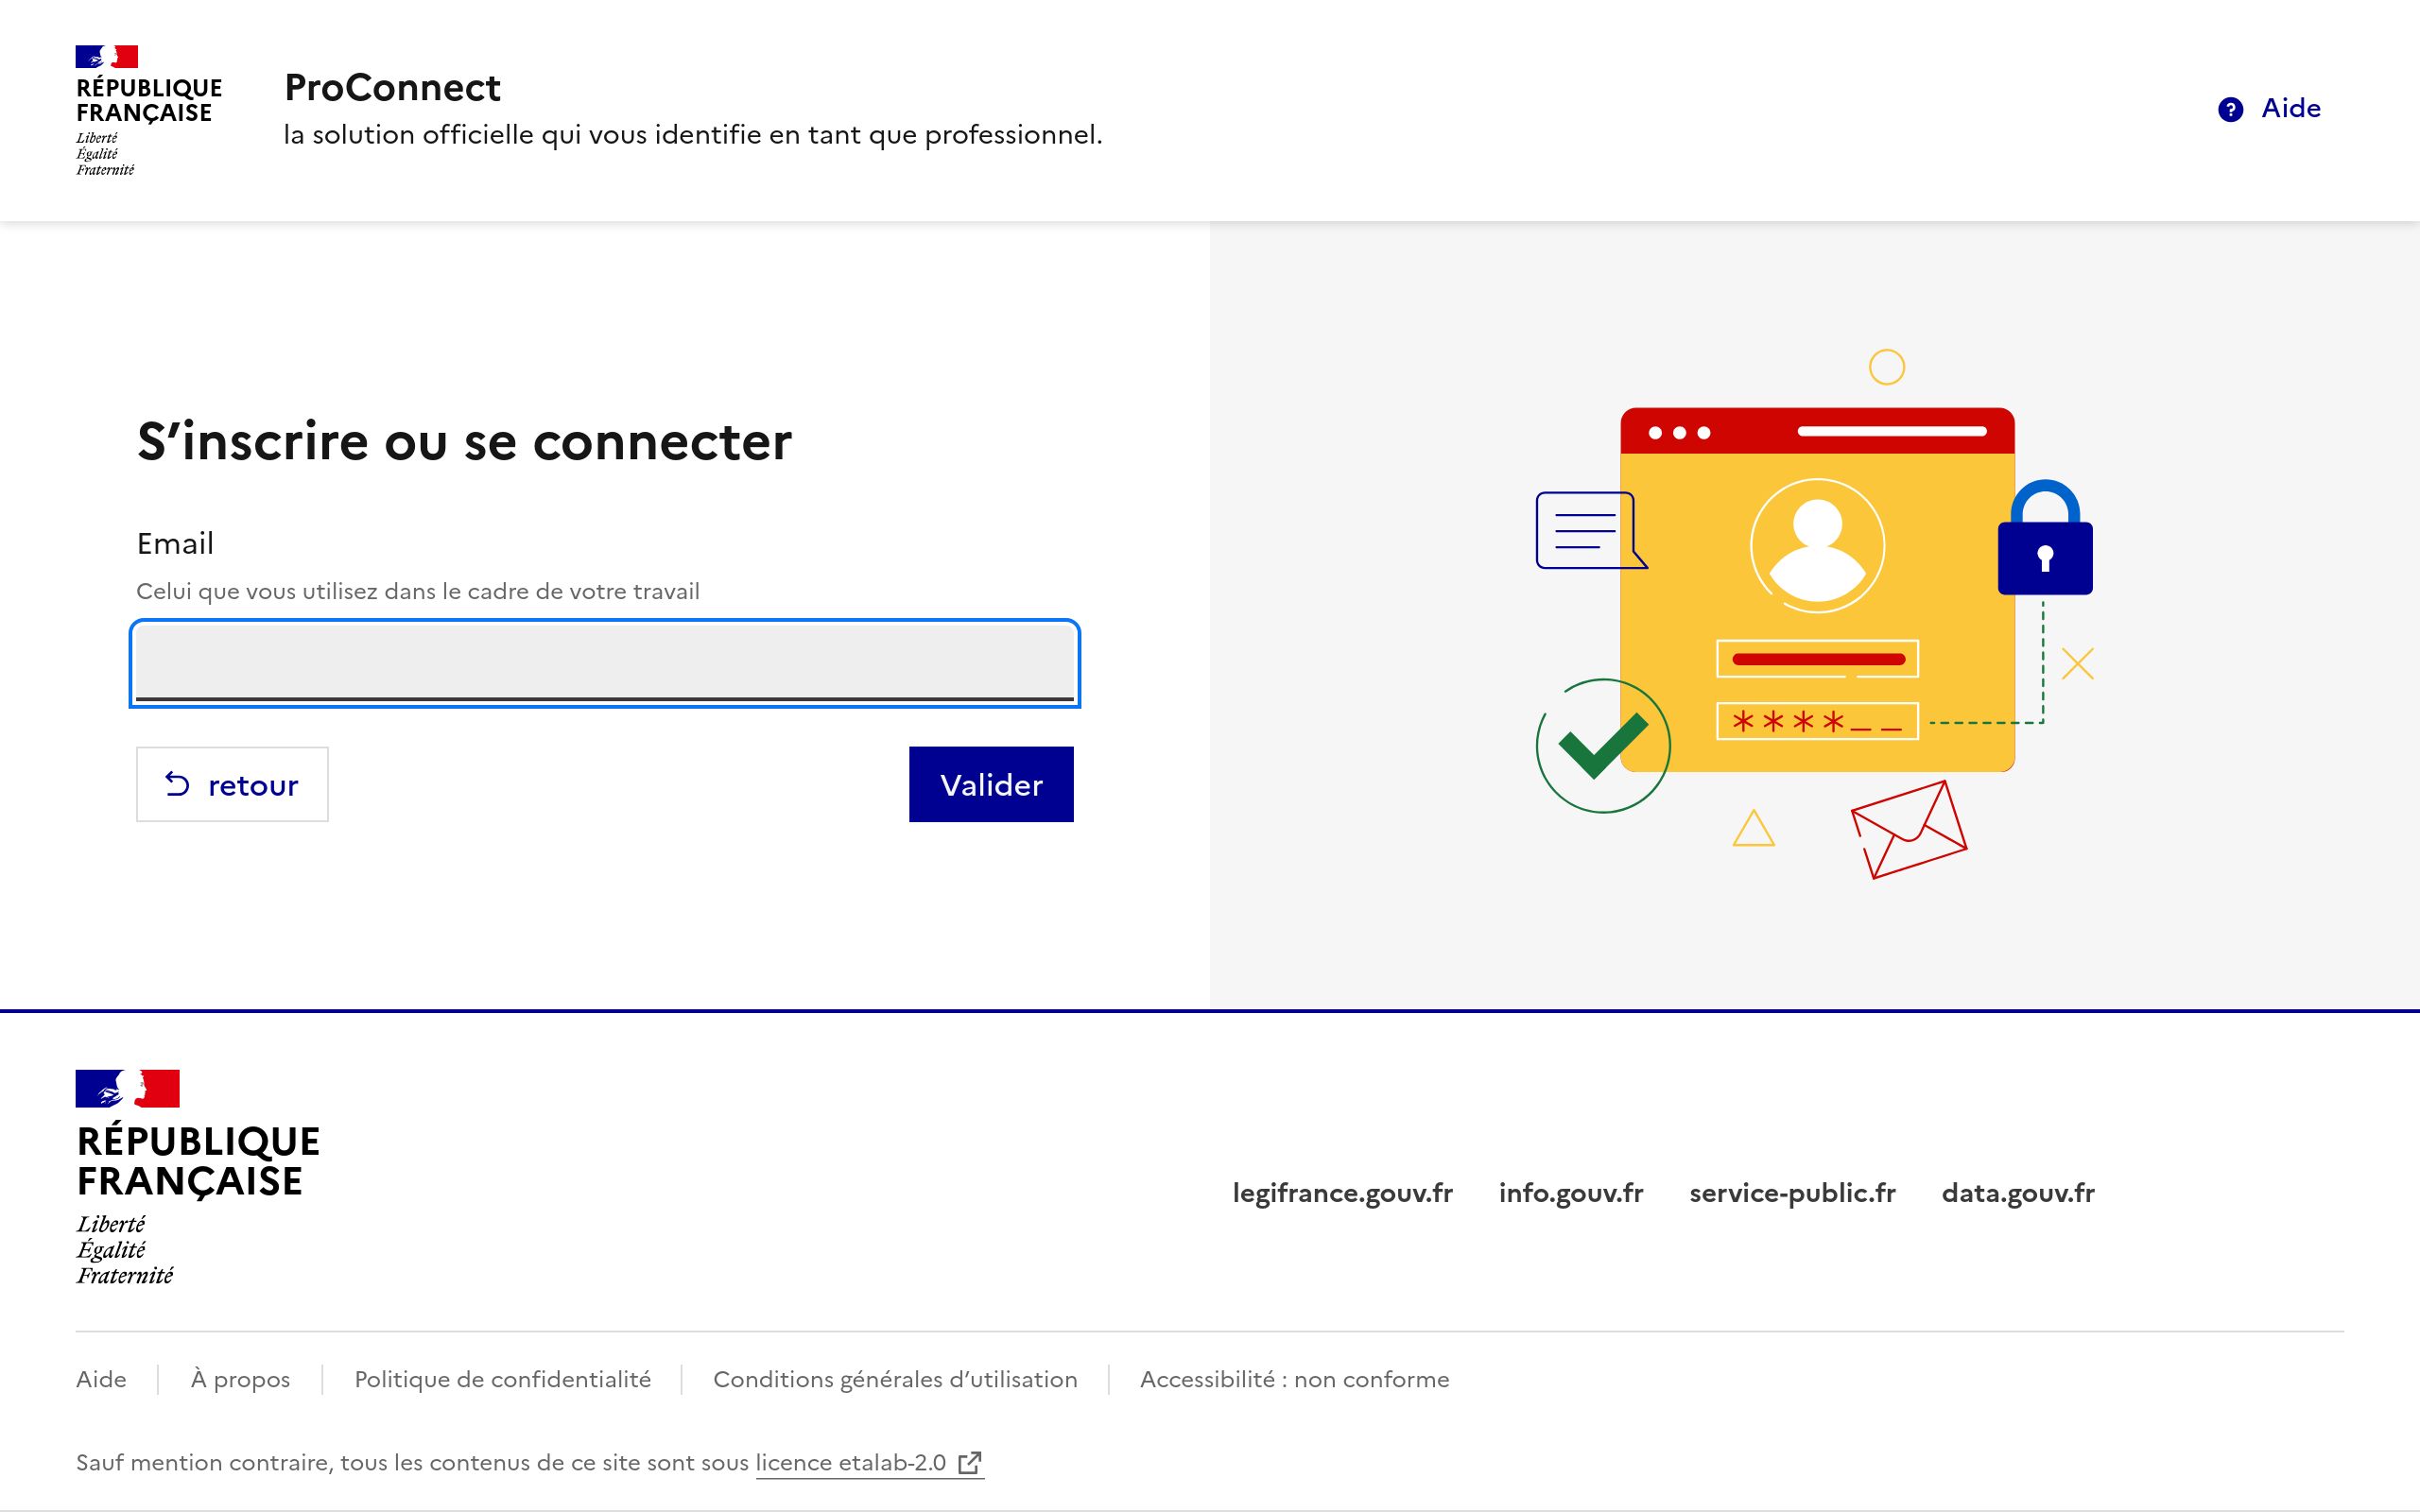 RÉPUBLIQUE
FRANÇAISE
Liberté
Égalité
Fraternité
ProConnect
la solution officielle qui vous identifie en tant que professionnel.
Aide
S’inscrire ou se connecter
Email
Celui que vous utilisez dans le cadre de votre travail
retour
Valider
RÉPUBLIQUE
FRANÇAISE
Liberté
Égalité
Fraternité
legifrance.gouv.fr info.gouv.fr service-public.fr data.gouv.fr
Aide À propos Politique de confidentialité Conditions générales d’utilisation Accessibilité : non conforme
Sauf mention contraire, tous les contenus de ce site sont sous licence etalab-2.0